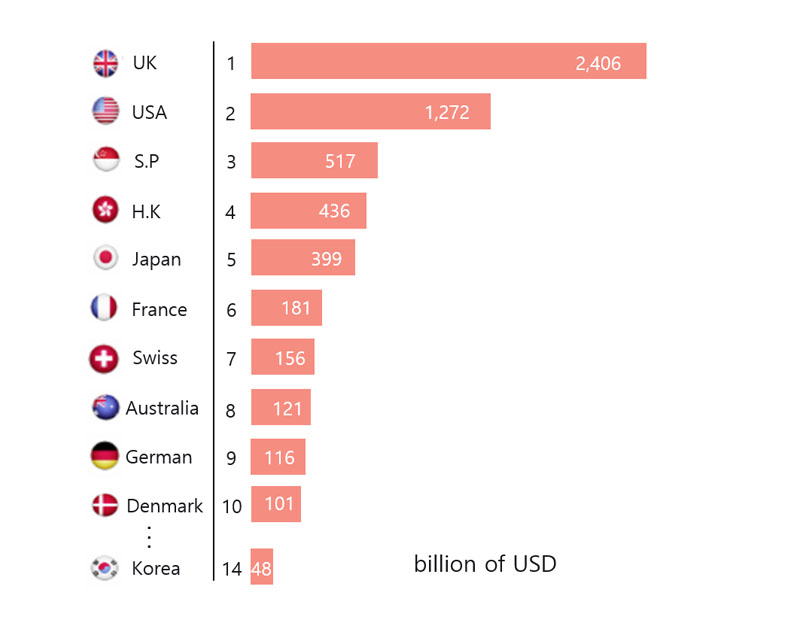 UK 1 2,406
USA 2 1,272
S.P 3 517
H.K 4 436
Japan 5 399
France 6 181
Swiss 7 156
Australia 8 121
German 9 116
Denmark 10 101
⋮
Korea 14 48
billion of USD